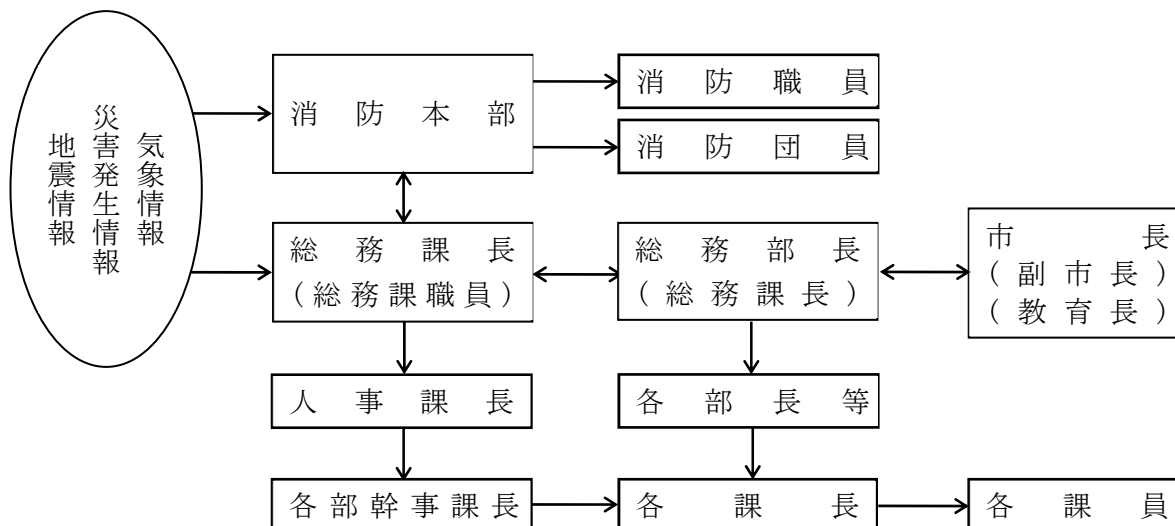 気象情報
災害発生情報
地震情報
消防本部
消防職員
消防団員
総務課長
(総務課職員)
総務部長
(総務課長)
市長
(副市長)
(教育長)
人事課長
各部長等
各部幹事課長
各課長
各課員